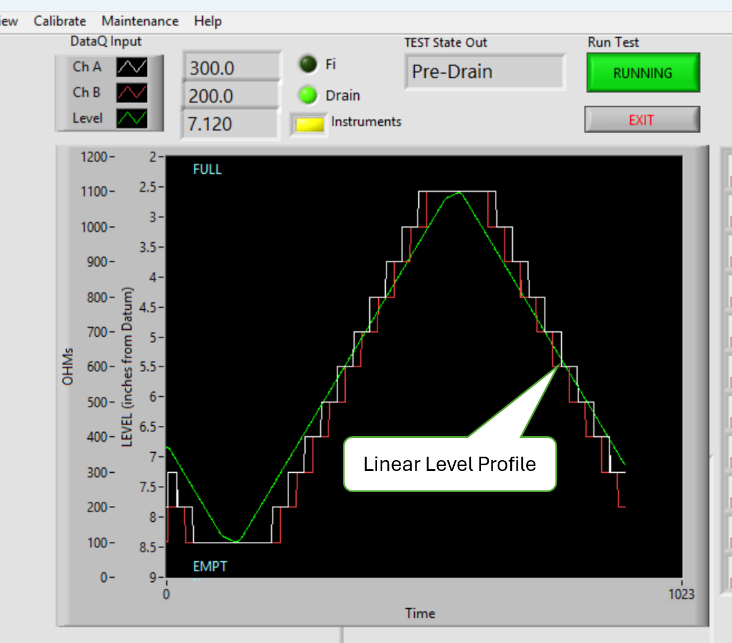 iew Calibrate Maintenance Help
DataQ Input
TEST State Out
Run Test
Ch A
300.0
Fi
Pre-Drain
RUNNING
Ch B
200.0
Drain
Level
7.120
Instruments
EXIT
1200
1100
1000
900
800
700
600
500
400
300
200
100
0
OHMs
2
2.5
3
3.5
4
4.5
5
5.5
6
6.5
7
7.5
8
8.5
9
LEVEL (inches from Datum)
FULL
Linear Level Profile
EMPT
0
1023
Time